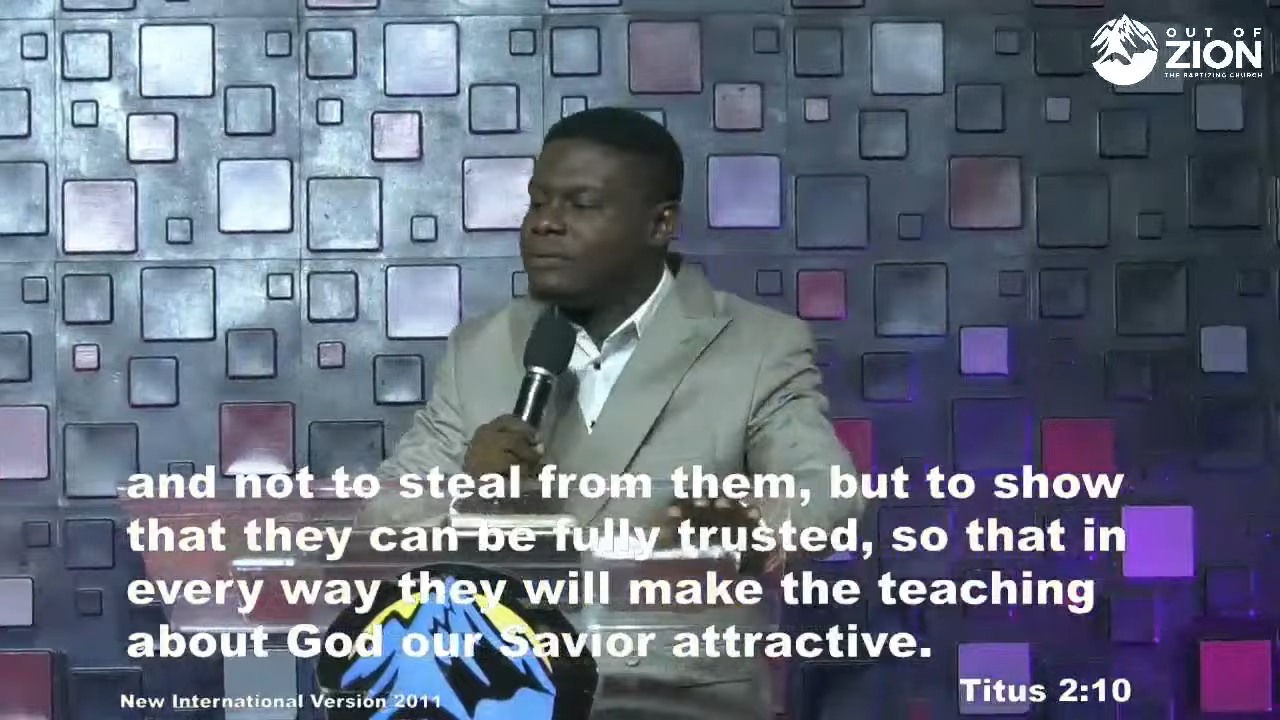 OUT OF
ZION
THE BAPTIZING CHURCH
and not to steal from them, but to show
that they can be fully trusted, so that in
every way they will make the teaching
about God our Savior attractive.
New International Version 2011
Titus 2:10